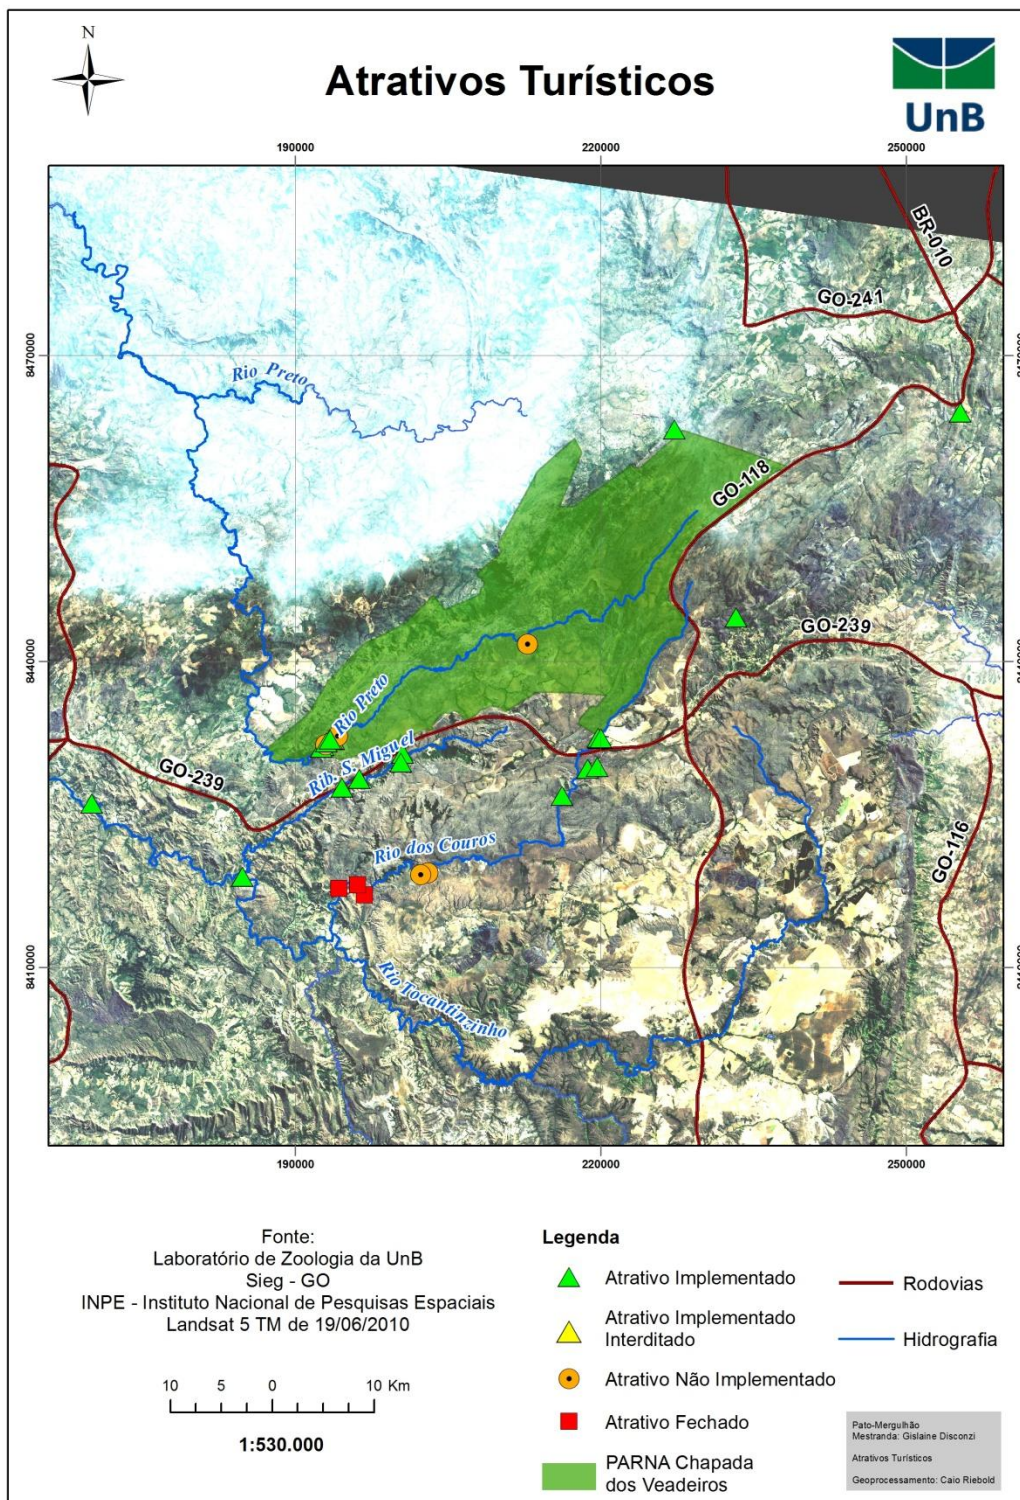 N
Atrativos Turísticos
UnB
190000
220000
250000
BR-010
GO-241
8470000
8470000
Rio Preto
GO-118
GO-239
8440000
Rio Preto
Rib. S. Miguel
GO-239
Rio dos Couros
GO-116
8410000
Rio Tocantinzinho
190000
220000
250000
Fonte:
Laboratório de Zoologia da UnB
Sieg - GO
INPE - Instituto Nacional de Pesquisas Espaciais
Landsat 5 TM de 19/06/2010
10 5 0 10 Km
1:530.000
Legenda
Atrativo Implementado
Atrativo Implementado
Interditado
Atrativo Não Implementado
Atrativo Fechado
PARNA Chapada
dos Veadeiros
Rodovias
Hidrografia
Pato-Mergulhão
Mestranda: Gislaine Disconzi
Atrativos Turísticos
Geoprocessamento: Caio Riebold